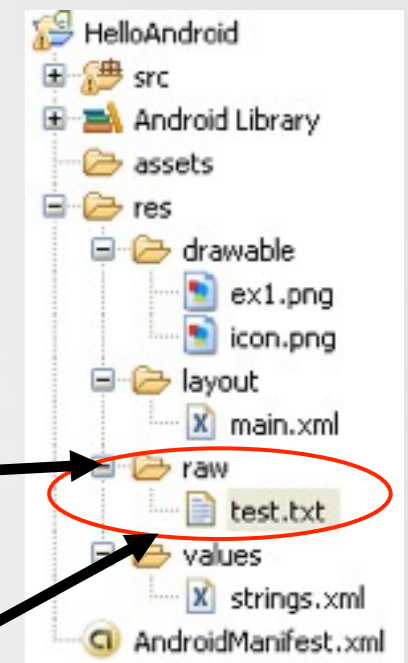 HelloAndroid
src
Android Library
assets
res
drawable
ex1.png
icon.png
layout
main.xml
raw
test.txt
values
strings.xml
AndroidManifest.xml